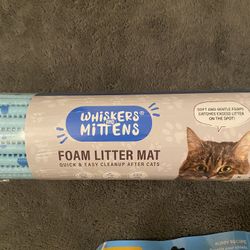 WHISKERS
AND
MITTENS
FOAM LITTER MAT
QUICK & EASY CLEANUP AFTER CATS
SOFT AND GENTLE FOAM
CATCHES EXCESS LITTER
ON THE SPOT!